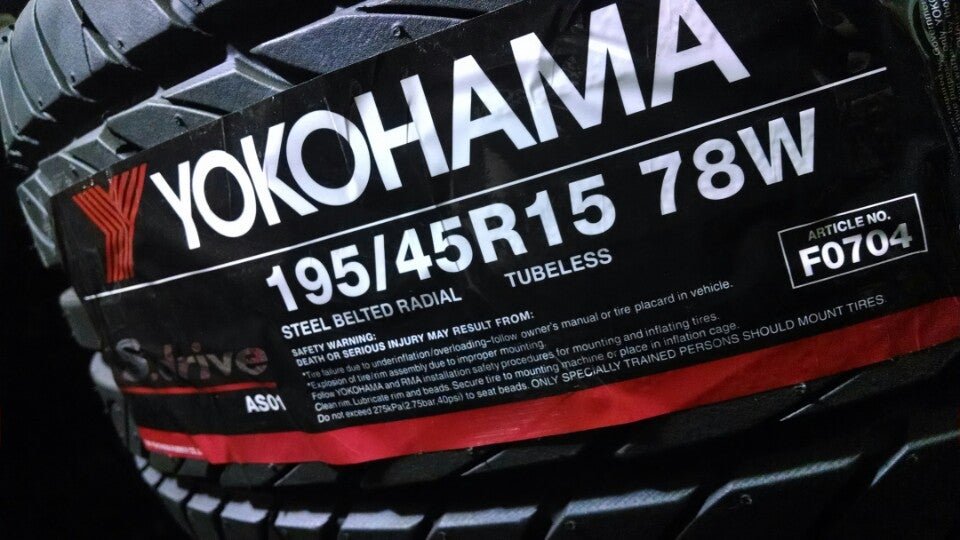 YOKOHAMA
195/45R15 78W
STEEL BELTED RADIAL TUBELESS
ARTICLE NO.
F0704
SAFETY WARNING:
DEATH OR SERIOUS INJURY MAY RESULT FROM:
*Tire failure due to underinflation/overloading-follow owner's manual or tire placard in vehicle.
*Explosion of tire/rim assembly due to improper mounting.
Follow YOKOHAMA and RMA installation safety procedures for mounting and inflating tires.
Clean rim. Lubricate rim and beads. Secure tire to mounting machine or place in inflation cage.
Do not exceed 275kPa(2.75bar 40psi) to seat beads. ONLY SPECIALLY TRAINED PERSONS SHOULD MOUNT TIRES.
S.drive
AS01